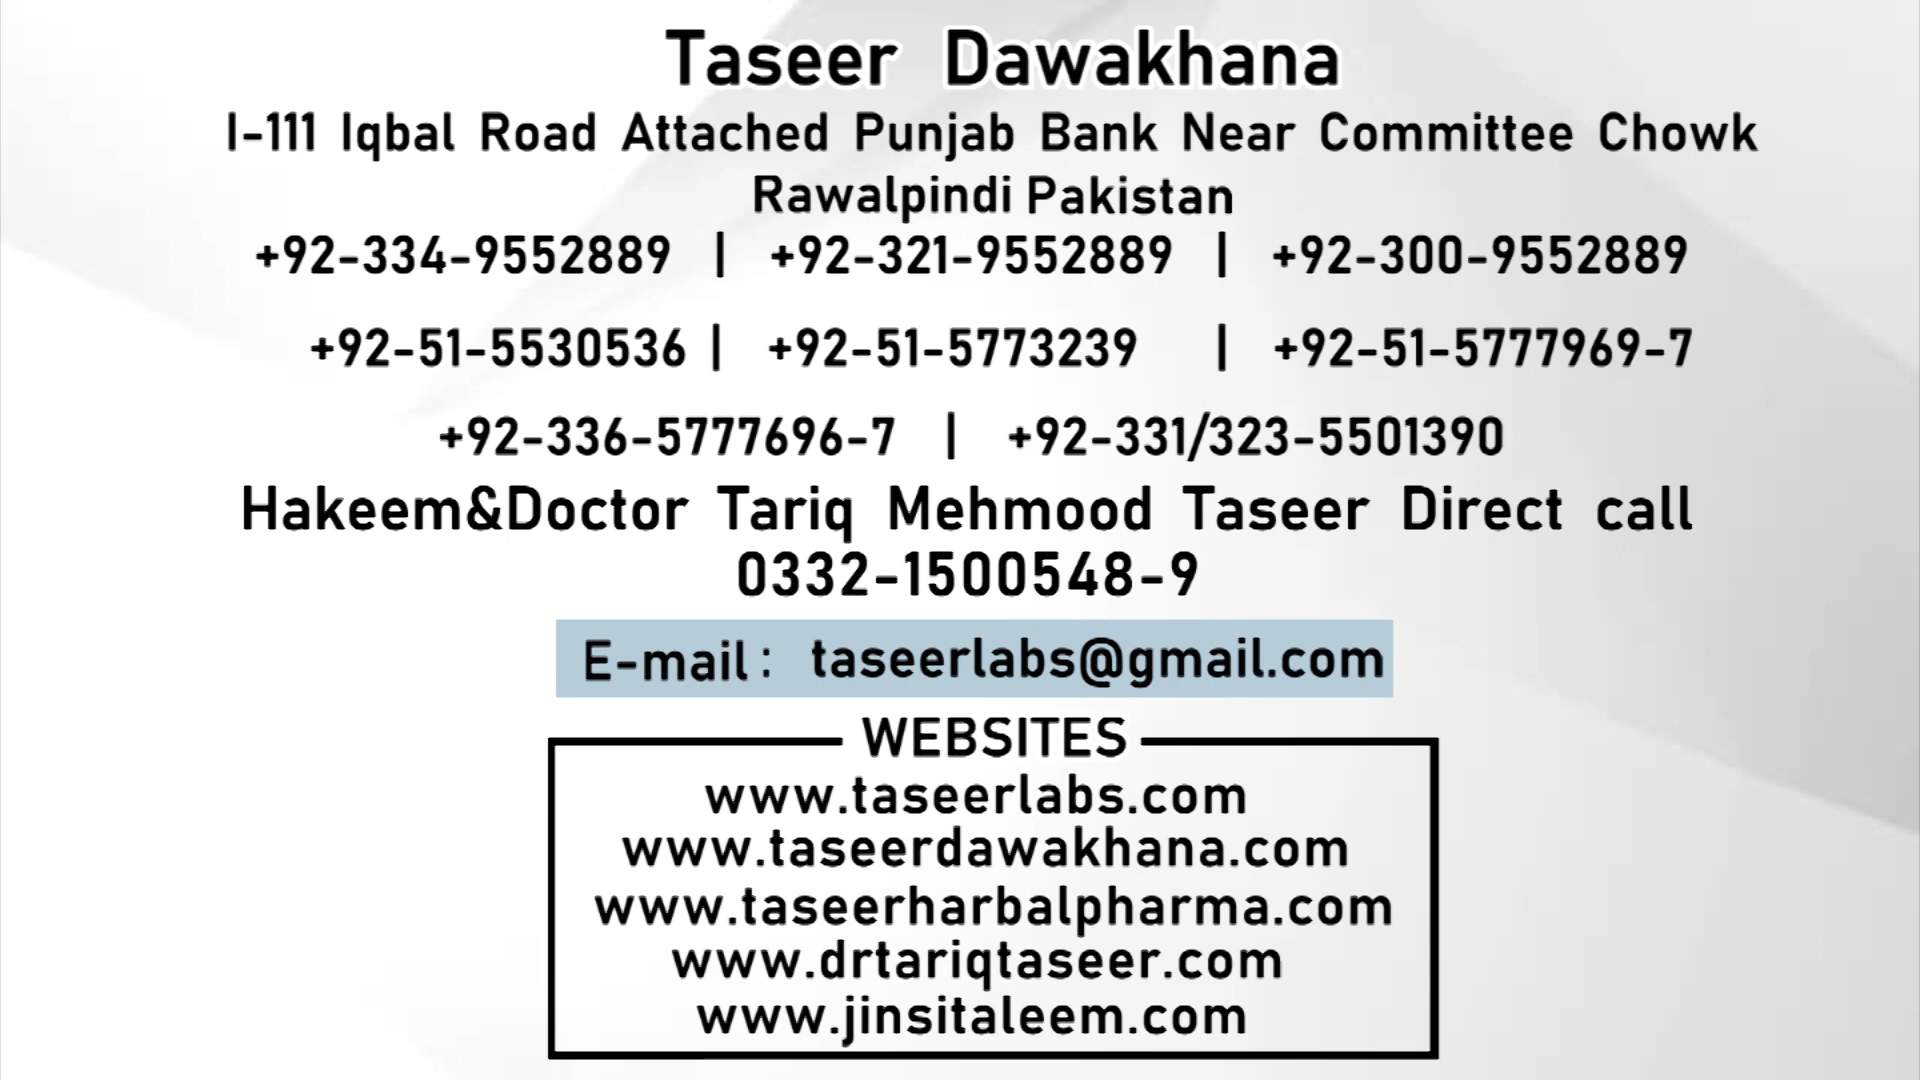 Taseer Dawakhana
I-111 Iqbal Road Attached Punjab Bank Near Committee Chowk
Rawalpindi Pakistan
+92-334-9552889 | +92-321-9552889 | +92-300-9552889
+92-51-5530536 | +92-51-5773239 | +92-51-5777969-7
+92-336-5777696-7 | +92-331/323-5501390
Hakeem&Doctor Tariq Mehmood Taseer Direct call
0332-1500548-9
E-mail : taseerlabs@gmail.com
WEBSITES
www.taseerlabs.com
www.taseerdawakhana.com
www.taseerharbalpharma.com
www.drtariqtaseer.com
www.jinsitaleem.com